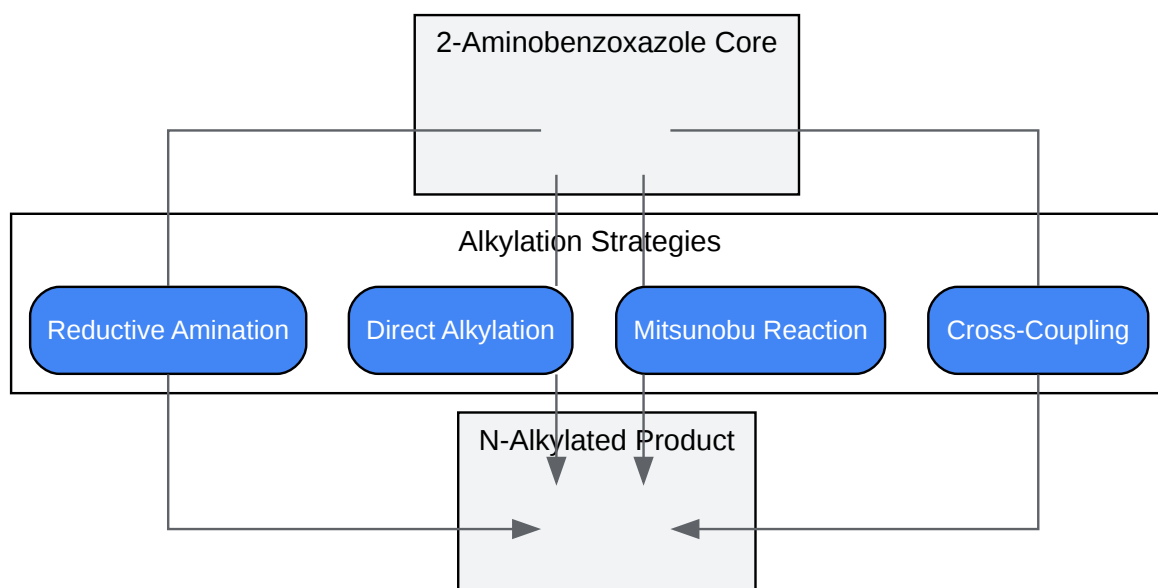 2-Aminobenzoxazole Core
Alkylation Strategies
Reductive Amination
Direct Alkylation
Mitsunobu Reaction
Cross-Coupling
N-Alkylated Product